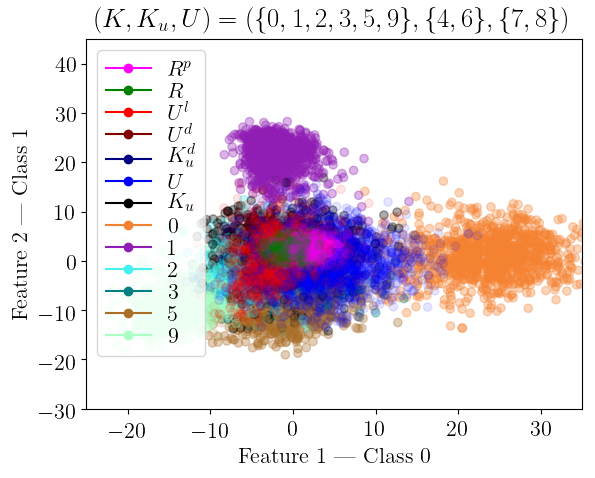 (K, K_u, U) = ({0, 1, 2, 3, 5, 9}, {4, 6}, {7, 8})
R^p
R
U^l
U^d
K_u^d
U
K_u
0
1
2
3
5
9
40
30
20
10
0
−10
−20
−30
Feature 2 — Class 1
−20 −10 0 10 20 30
Feature 1 — Class 0